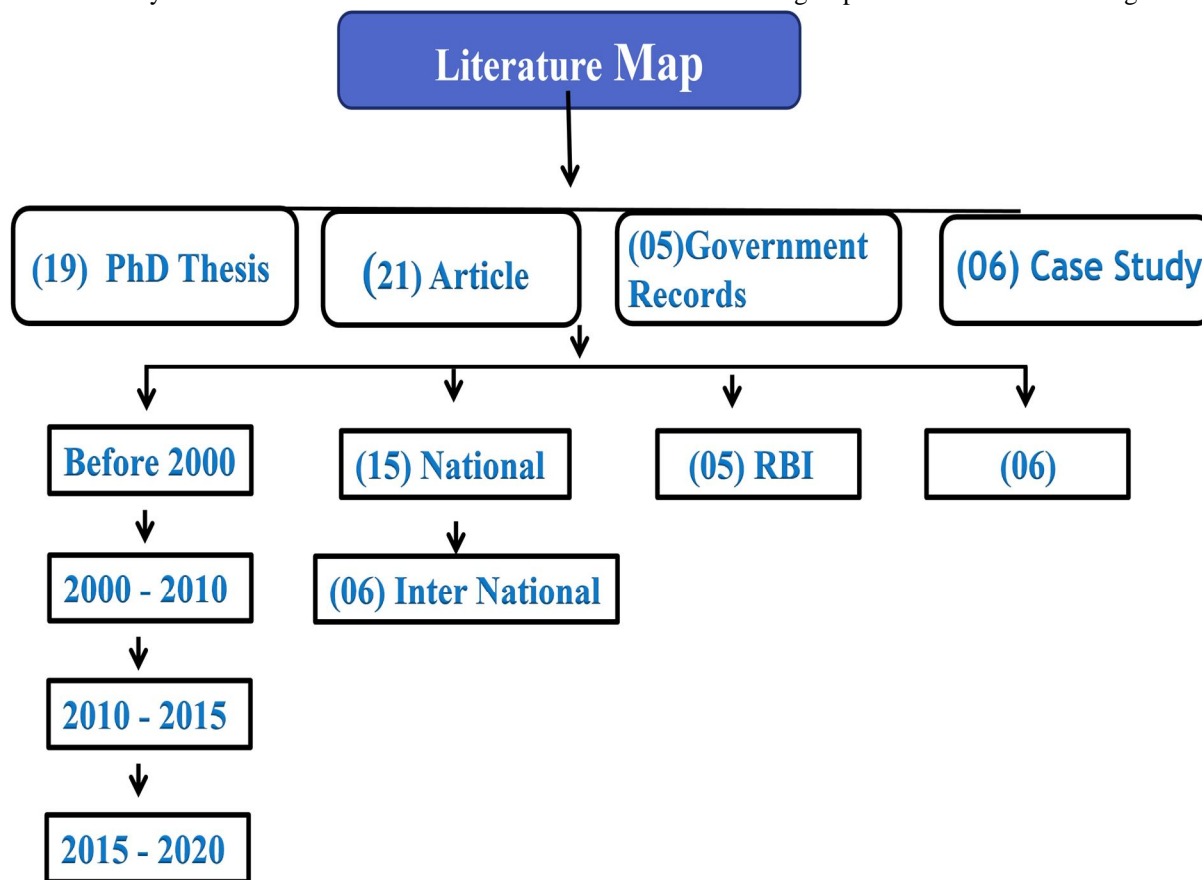 Literature Map
(19) PhD Thesis
(21) Article
(05)Government
Records
(06) Case Study
Before 2000
(15) National
(05) RBI
(06)
2000 - 2010
(06) Inter National
2010 - 2015
2015 - 2020